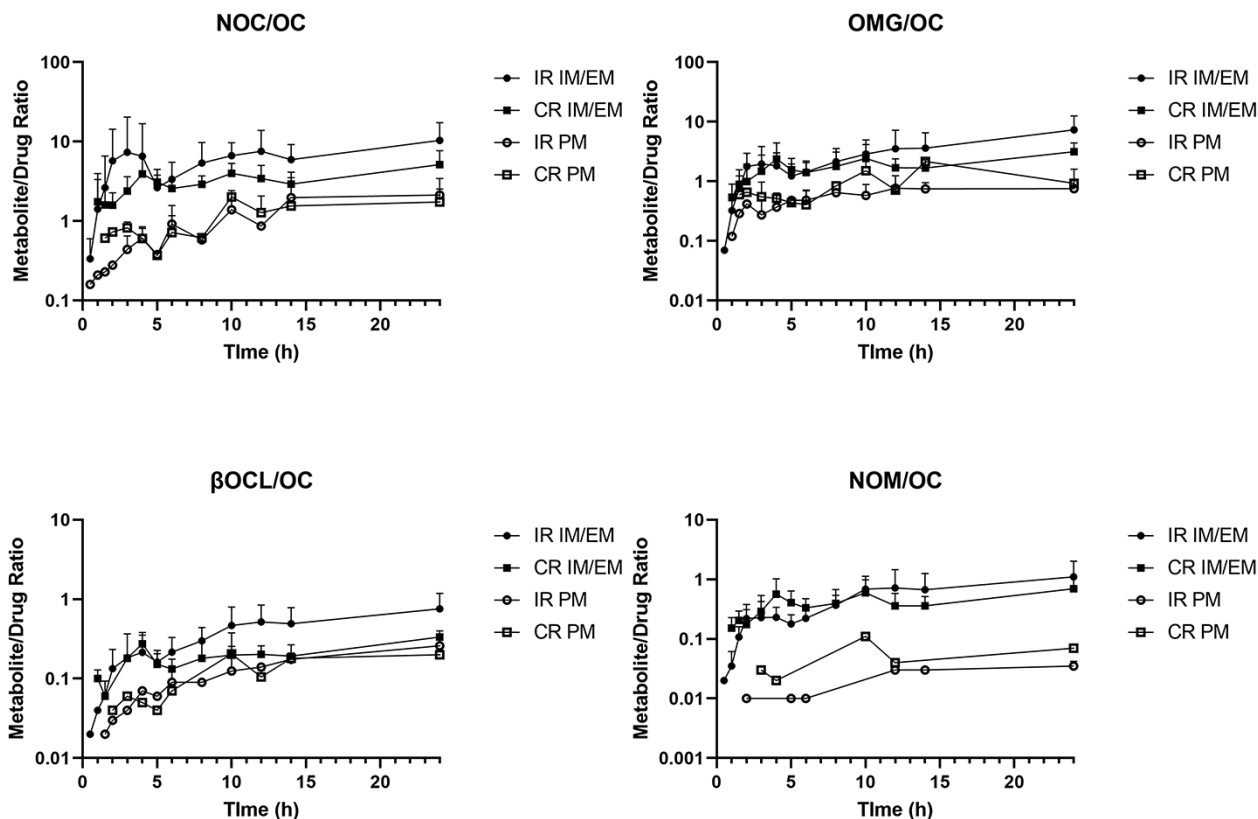 NOC/OC
Metabolite/Drug Ratio
100
10
1
0.1
0 5 10 15 20
TIme (h)
IR IM/EM
CR IM/EM
IR PM
CR PM
OMG/OC
Metabolite/Drug Ratio
100
10
1
0.1
0.01
0 5 10 15 20
TIme (h)
IR IM/EM
CR IM/EM
IR PM
CR PM
βOCL/OC
Metabolite/Drug Ratio
10
1
0.1
0.01
0 5 10 15 20
TIme (h)
IR IM/EM
CR IM/EM
IR PM
CR PM
NOM/OC
Metabolite/Drug Ratio
10
1
0.1
0.01
0.001
0 5 10 15 20
TIme (h)
IR IM/EM
CR IM/EM
IR PM
CR PM